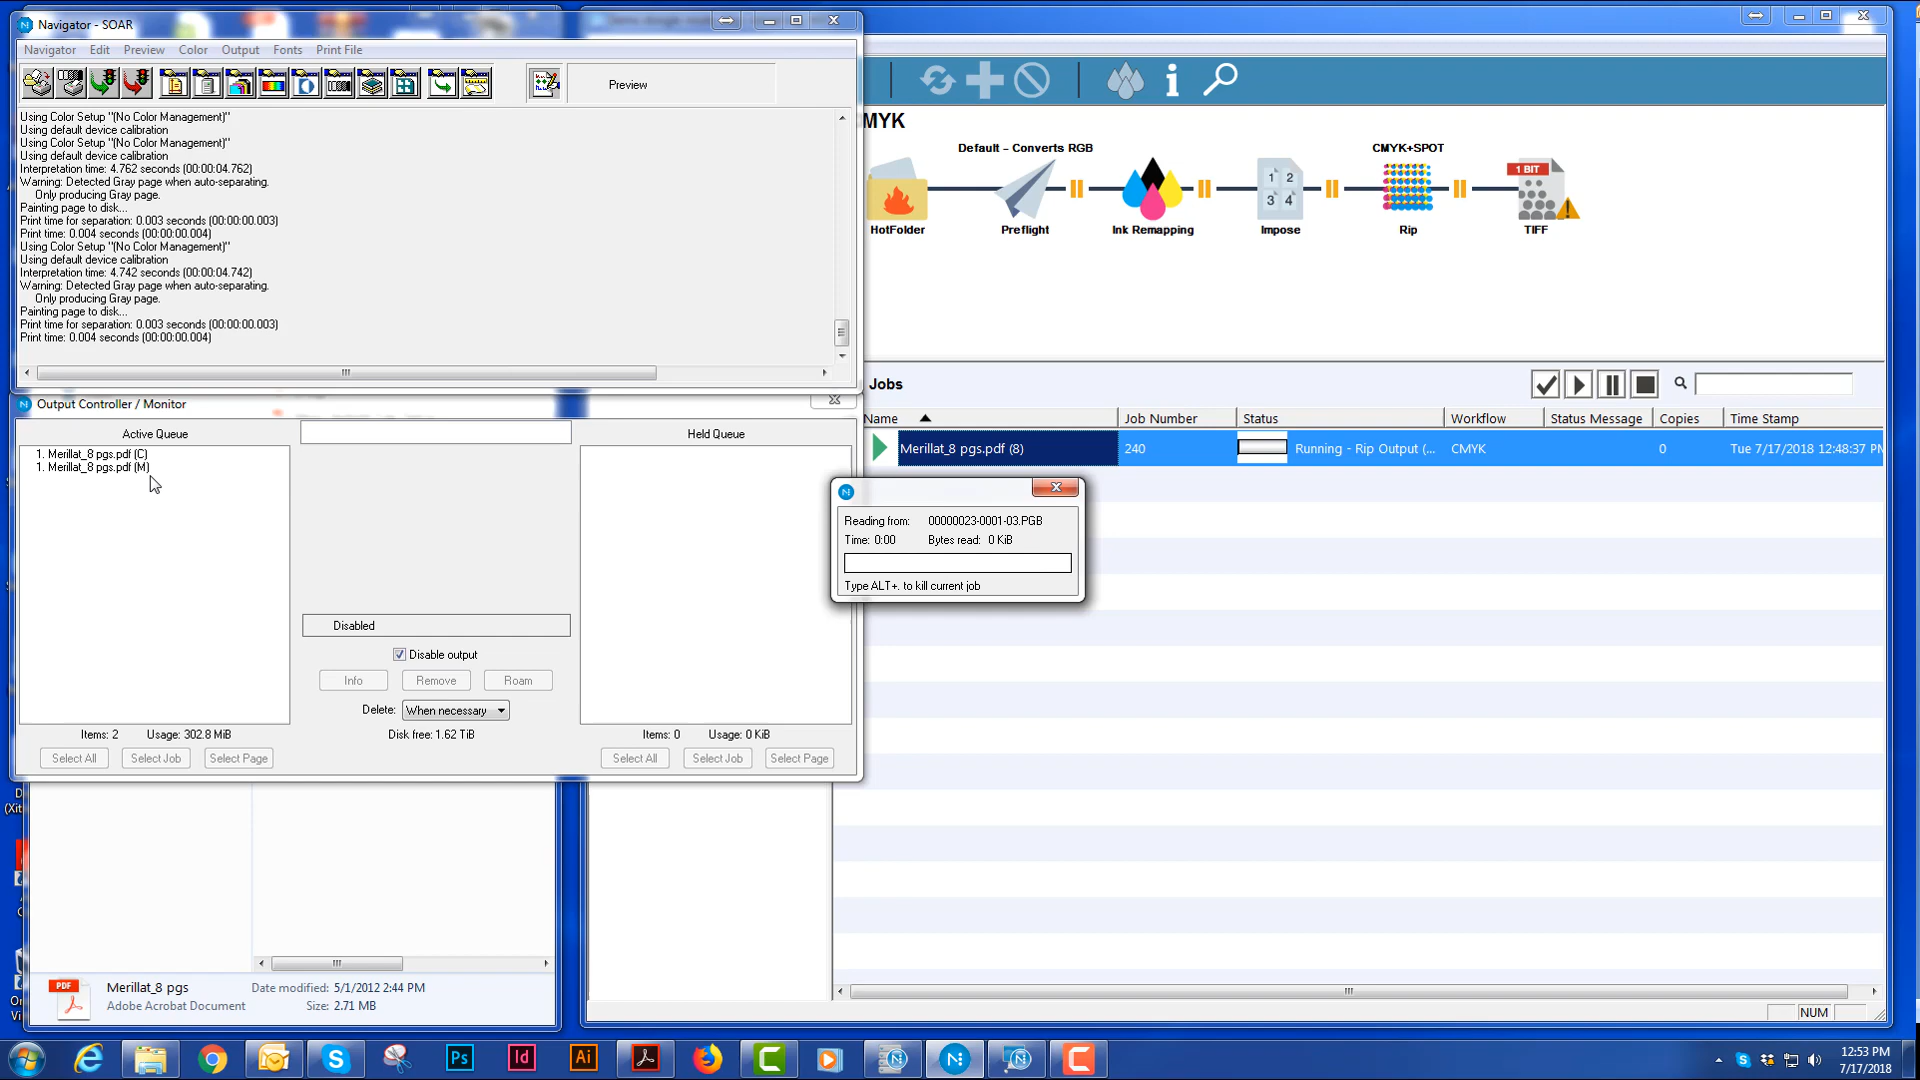 Navigator - SOAR
Navigator Edit Preview Color Output Fonts Print File
Preview
Using Color Setup "(No Color Management)"
Using default device calibration
Using Color Setup "(No Color Management)"
Using default device calibration
Interpretation time: 4.762 seconds (00:00:04.762)
Warning: Detected Gray page when auto-separating.
Only producing Gray page.
Painting page to disk...
Print time for separation: 0.003 seconds (00:00:00.003)
Print time: 0.004 seconds (00:00:00.004)
Using Color Setup "(No Color Management)"
Using default device calibration
Interpretation time: 4.742 seconds (00:00:04.742)
Warning: Detected Gray page when auto-separating.
Only producing Gray page.
Painting page to disk...
Print time for separation: 0.003 seconds (00:00:00.003)
Print time: 0.004 seconds (00:00:00.004)
MYK
Default - Converts RGB
CMYK+SPOT
1 2
3 4
1 BIT
HotFolder Preflight Ink Remapping Impose Rip TIFF
Jobs
Name Job Number Status Workflow Status Message Copies Time Stamp
Merillat_8 pgs.pdf (8) 240 Running - Rip Output (... CMYK 0 Tue 7/17/2018 12:48:37 PM
Output Controller / Monitor
Active Queue
Held Queue
1. Merillat_8 pgs.pdf (C)
1. Merillat_8 pgs.pdf (M)
Disabled
Disable output
Info Remove Roam
Delete: When necessary
Items: 2 Usage: 302.8 MiB
Disk free: 1.62 TiB
Items: 0 Usage: 0 KiB
Select All Select Job Select Page
Select All Select Job Select Page
Reading from: 00000023-0001-03.PGB
Time: 0:00 Bytes read: 0 KiB
Type ALT+. to kill current job
D
(Xit
On
Vi
PDF
Merillat_8 pgs Date modified: 5/1/2012 2:44 PM
Adobe Acrobat Document Size: 2.71 MB
NUM
Ps Id Ai
12:53 PM
7/17/2018